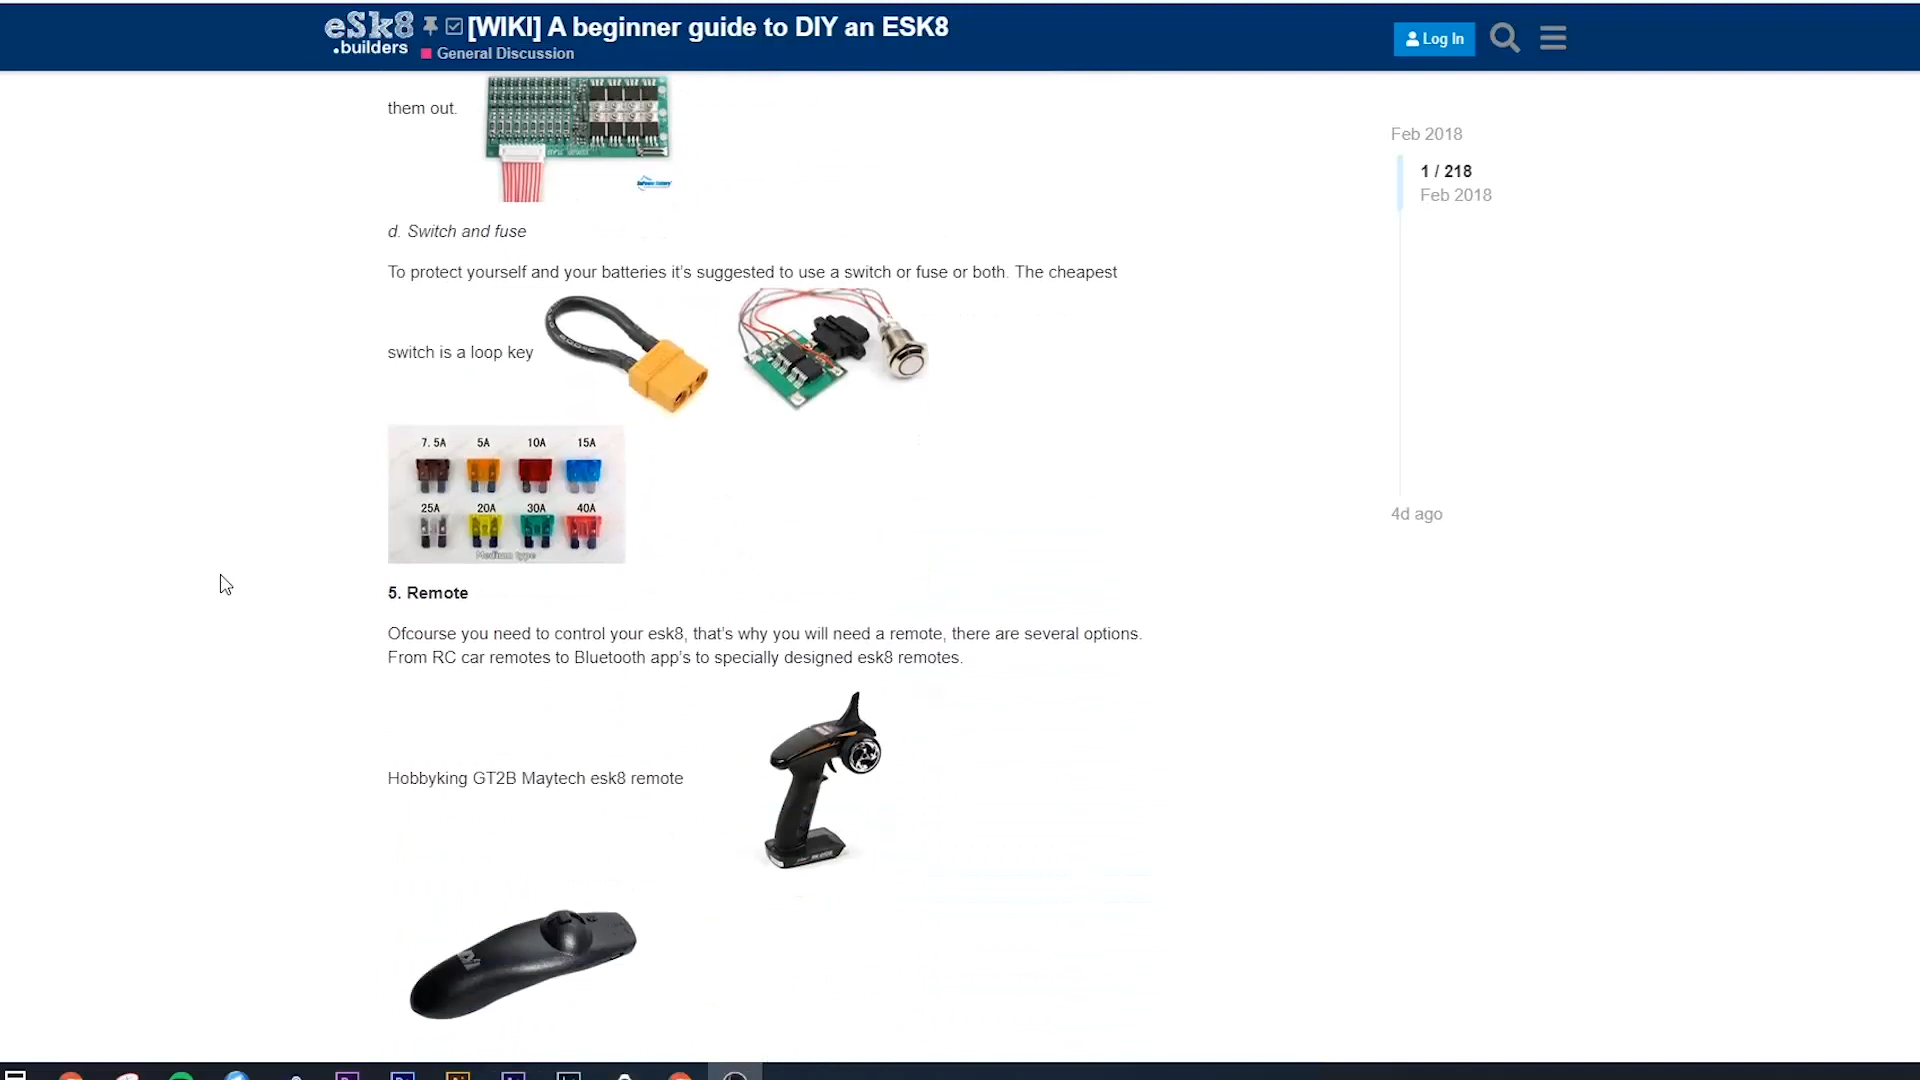 eSk8
.builders
[WIKI] A beginner guide to DIY an ESK8
General Discussion
Log In
them out.
d. Switch and fuse
To protect yourself and your batteries it's suggested to use a switch or fuse or both. The cheapest
switch is a loop key
7.5A 5A 10A 15A
25A 20A 30A 40A
Medium type
5. Remote
Ofcourse you need to control your esk8, that's why you will need a remote, there are several options.
From RC car remotes to Bluetooth app's to specially designed esk8 remotes.
Hobbyking GT2B Maytech esk8 remote
Feb 2018
1 / 218
Feb 2018
4d ago